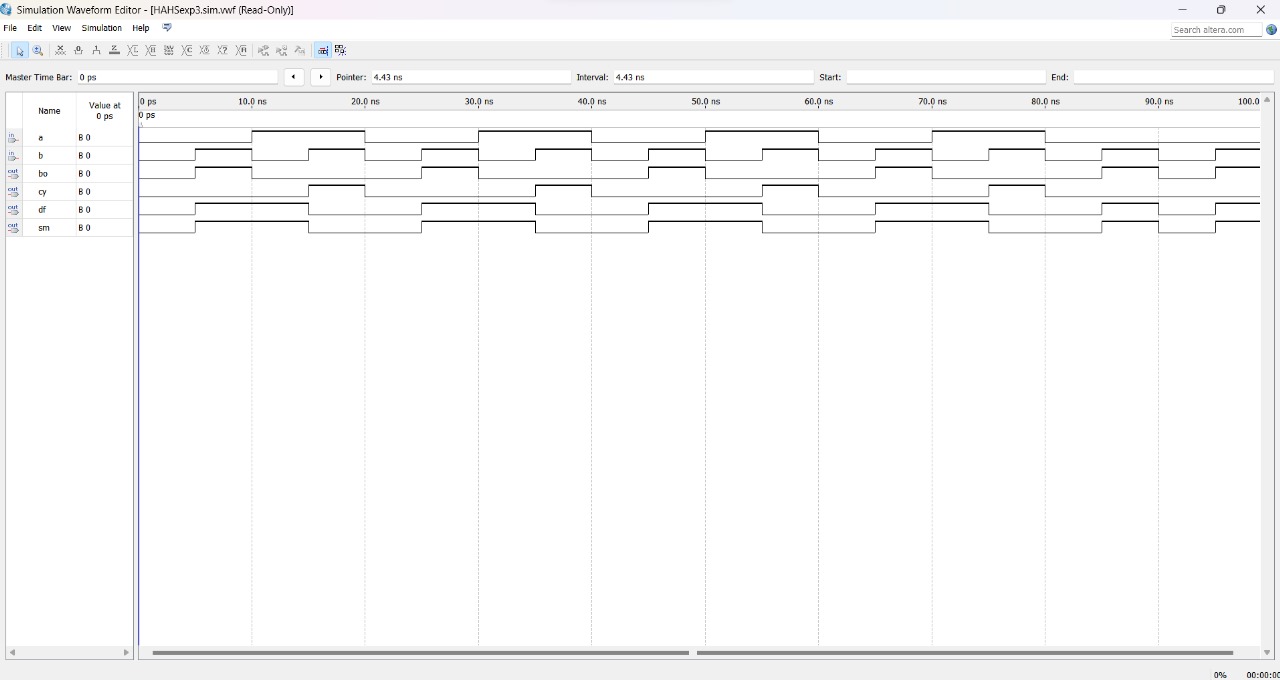 Simulation Waveform Editor - [HAHSexp3.sim.vwf (Read-Only)]
File Edit View Simulation Help
Search altera.com
Master Time Bar: 0 ps Pointer: 4.43 ns Interval: 4.43 ns Start: End:
Name Value at 0 ps
0 ps 10.0 ns 20.0 ns 30.0 ns 40.0 ns 50.0 ns 60.0 ns 70.0 ns 80.0 ns 90.0 ns 100.0
0 ps
in a B 0
in b B 0
out bo B 0
out cy B 0
out df B 0
out sm B 0
0% 00:00:00